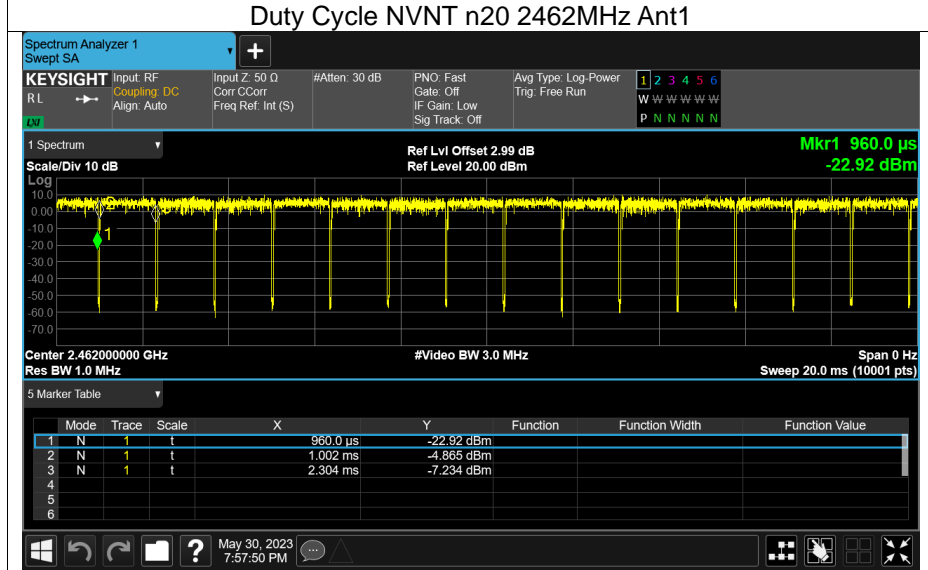 Duty Cycle NVNT n20 2462MHz Ant1
Spectrum Analyzer 1
Swept SA
+
KEYSIGHT Input: RF Input Z: 50 Ω #Atten: 30 dB PNO: Fast Avg Type: Log-Power 1 2 3 4 5 6
RL Coupling: DC Corr CCorr Gate: Off Trig: Free Run W W W W W W
Align: Auto Freq Ref: Int (S) IF Gain: Low
LXI Sig Track: Off P N N N N N
1 Spectrum Ref Lvl Offset 2.99 dB Mkr1 960.0 µs
Scale/Div 10 dB Ref Level 20.00 dBm -22.92 dBm
Log
10.0
0.00
-10.0
-20.0
-30.0
-40.0
-50.0
-60.0
-70.0
2
1
Center 2.462000000 GHz #Video BW 3.0 MHz Span 0 Hz
Res BW 1.0 MHz Sweep 20.0 ms (10001 pts)
5 Marker Table
Mode Trace Scale X Y Function Function Width Function Value
1 N 1 t 960.0 µs -22.92 dBm
2 N 1 t 1.002 ms -4.865 dBm
3 N 1 t 2.304 ms -7.234 dBm
4
5
6
? May 30, 2023
7:57:50 PM